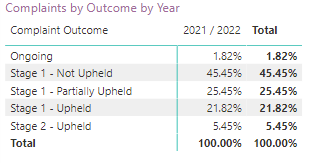 Complaints by Outcome by Year
Complaint Outcome 2021 / 2022 Total
Ongoing 1.82% 1.82%
Stage 1 - Not Upheld 45.45% 45.45%
Stage 1 - Partially Upheld 25.45% 25.45%
Stage 1 - Upheld 21.82% 21.82%
Stage 2 - Upheld 5.45% 5.45%
Total 100.00% 100.00%